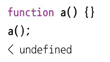 function a() {}
a();
< undefined